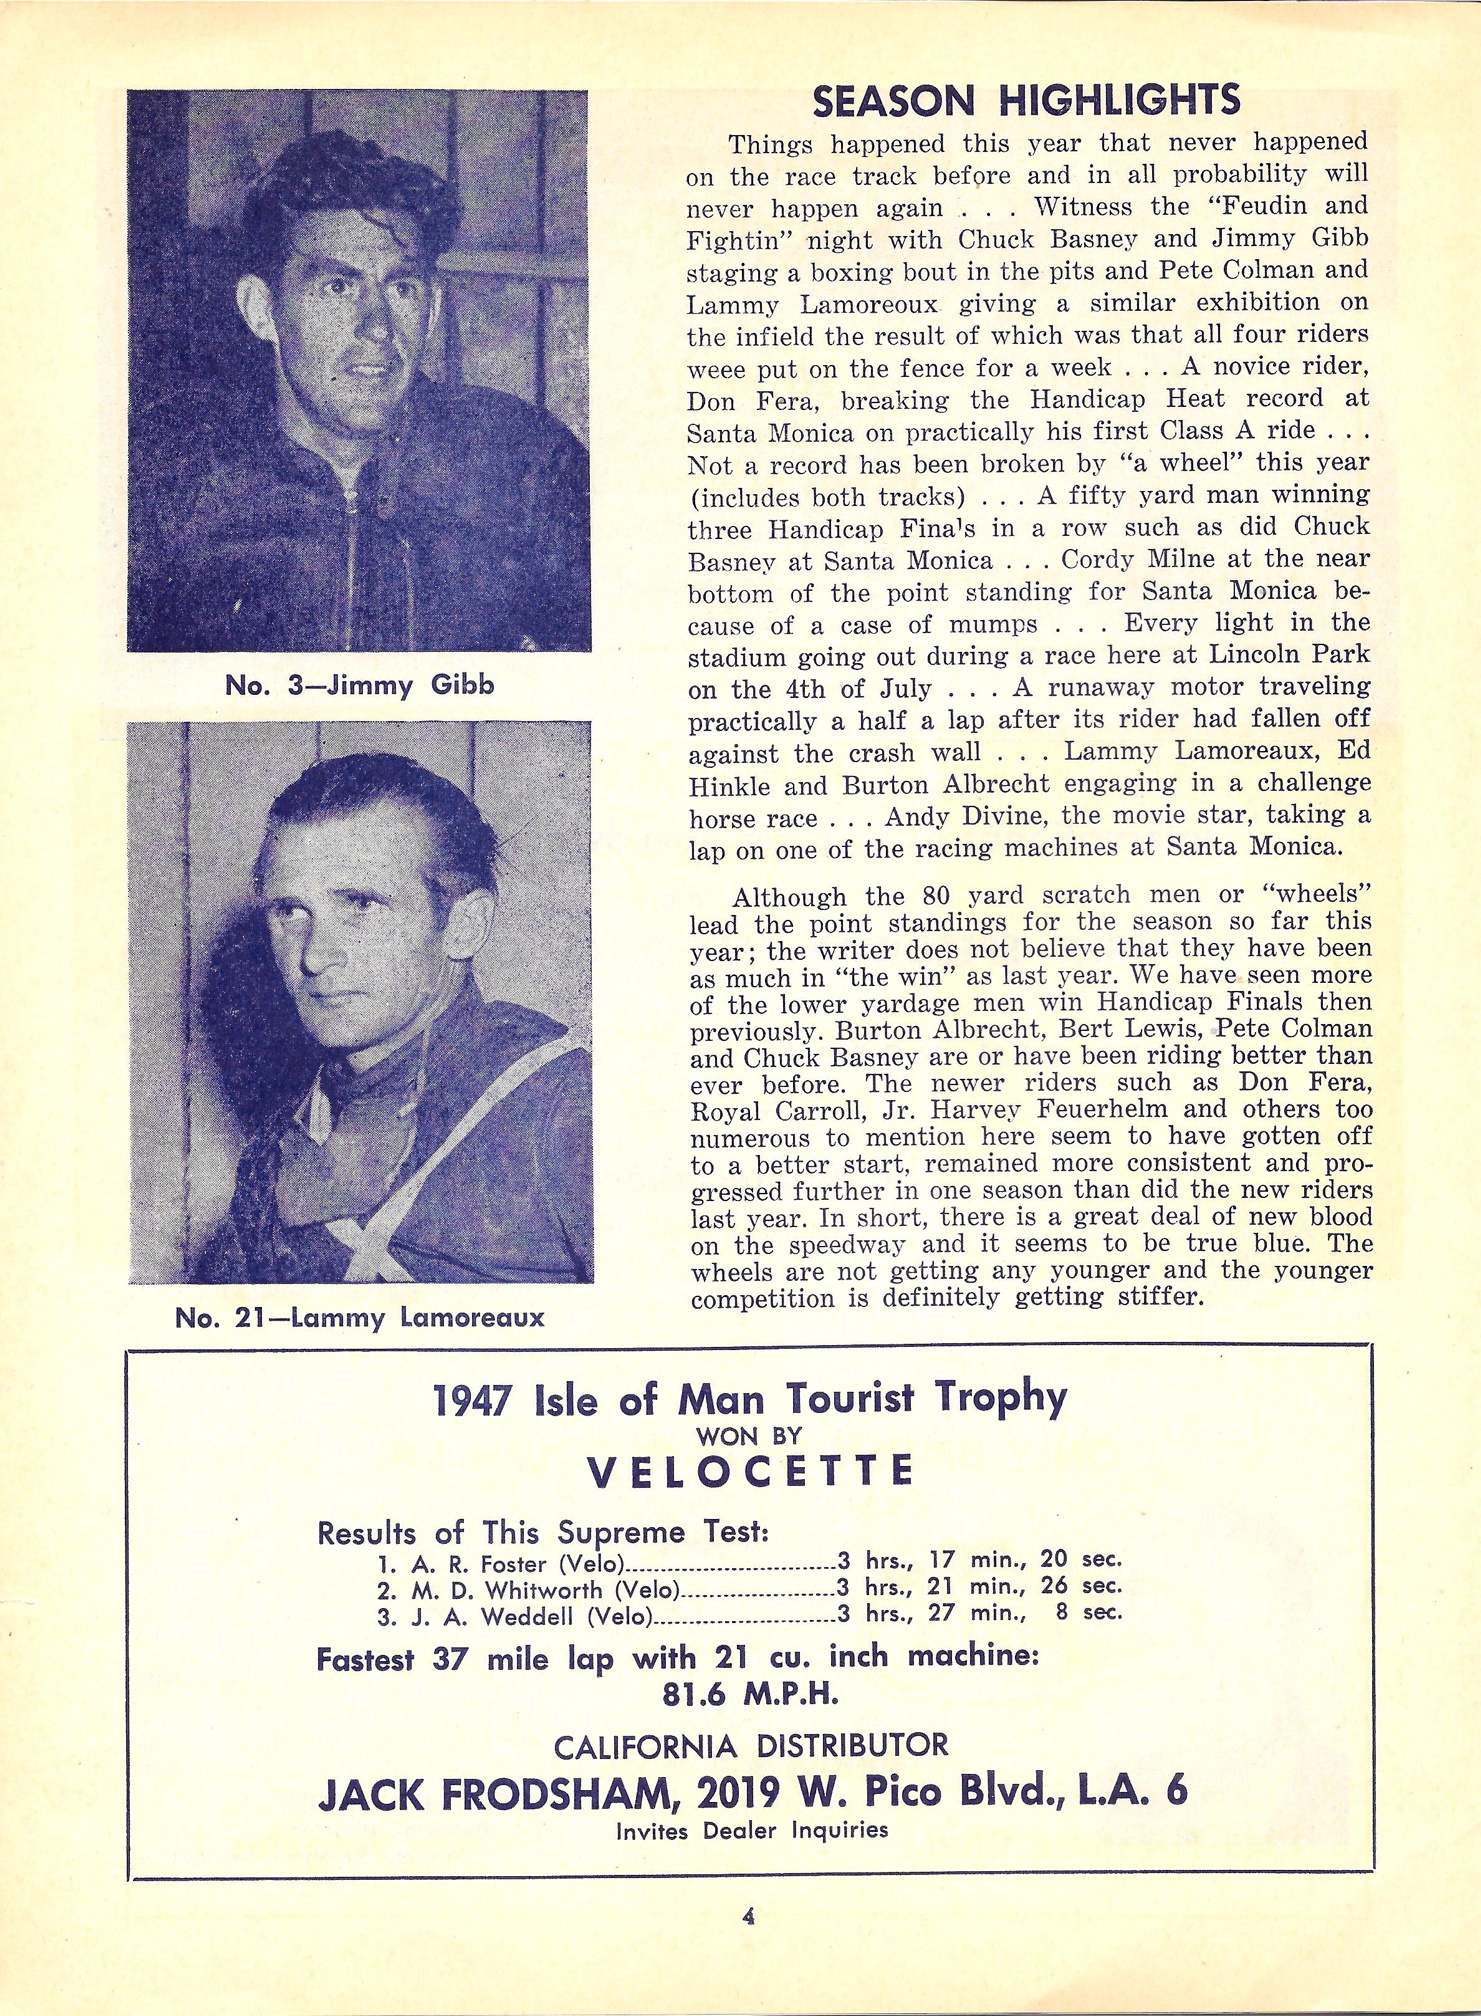 No. 3—Jimmy Gibb
No. 21—Lammy Lamoreaux
SEASON HIGHLIGHTS
Things happened this year that never happened
on the race track before and in all probability will
never happen again . . . Witness the “Feudin and
Fightin” night with Chuck Basney and Jimmy Gibb
staging a boxing bout in the pits and Pete Colman and
Lammy Lamoreoux giving a similar exhibition on
the infield the result of which was that all four riders
weee put on the fence for a week . . . A novice rider,
Don Fera, breaking the Handicap Heat record at
Santa Monica on practically his first Class A ride . . .
Not a record has been broken by “a wheel” this year
(includes both tracks) . . . A fifty yard man winning
three Handicap Fina's in a row such as did Chuck
Basney at Santa Monica . . . Cordy Milne at the near
bottom of the point standing for Santa Monica be-
cause of a case of mumps . . . Every light in the
stadium going out during a race here at Lincoln Park
on the 4th of July . . . A runaway motor traveling
practically a half a lap after its rider had fallen off
against the crash wall . . . Lammy Lamoreaux, Ed
Hinkle and Burton Albrecht engaging in a challenge
horse race . . . Andy Divine, the movie star, taking a
lap on one of the racing machines at Santa Monica.
Although the 80 yard scratch men or “wheels”
lead the point standings for the season so far this
year; the writer does not believe that they have been
as much in “the win” as last year. We have seen more
of the lower yardage men win Handicap Finals then
previously. Burton Albrecht, Bert Lewis, Pete Colman
and Chuck Basney are or have been riding better than
ever before. The newer riders such as Don Fera,
Royal Carroll, Jr. Harvey Feuerhelm and others too
numerous to mention here seem to have gotten off
to a better start, remained more consistent and pro-
gressed further in one season than did the new riders
last year. In short, there is a great deal of new blood
on the speedway and it seems to be true blue. The
wheels are not getting any younger and the younger
competition is definitely getting stiffer.
1947 Isle of Man Tourist Trophy
WON BY
VELOCETTE
Results of This Supreme Test:
1. A. R. Foster (Velo)..............................3 hrs., 17 min., 20 sec.
2. M. D. Whitworth (Velo)......................3 hrs., 21 min., 26 sec.
3. J. A. Weddell (Velo)..........................3 hrs., 27 min., 8 sec.
Fastest 37 mile lap with 21 cu. inch machine:
81.6 M.P.H.
CALIFORNIA DISTRIBUTOR
JACK FRODSHAM, 2019 W. Pico Blvd., L.A. 6
Invites Dealer Inquiries
4